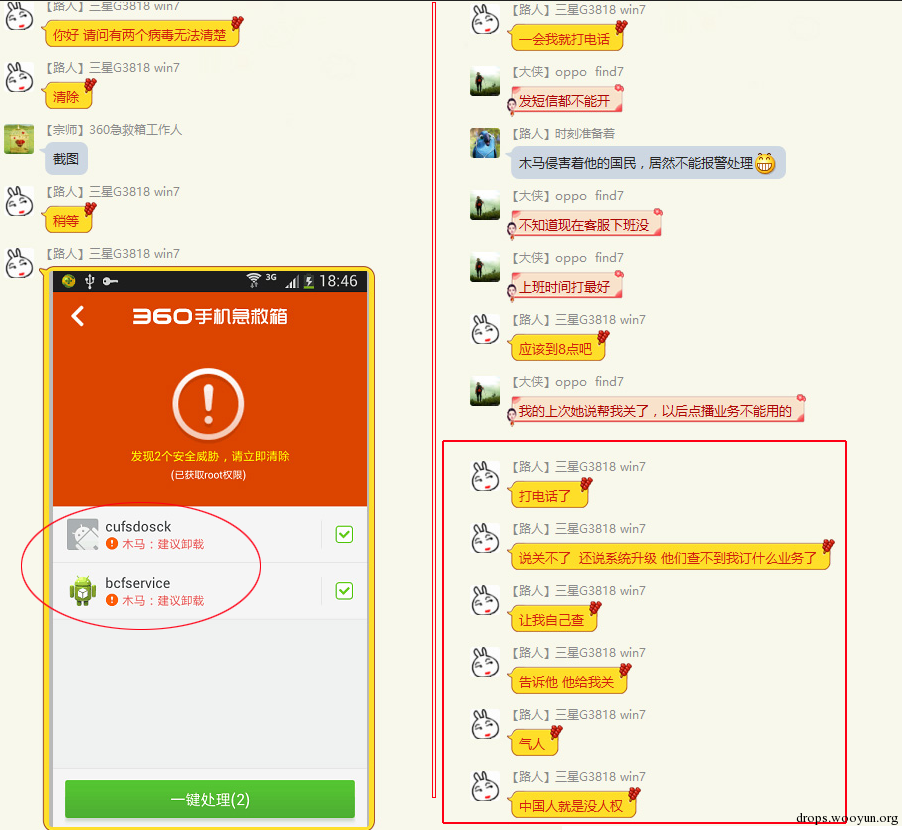 【路人】三星G3818 win7
你好 请问有两个病毒无法清楚
【路人】三星G3818 win7
清除
【宗师】360急救箱工作人
截图
【路人】三星G3818 win7
稍等
【路人】三星G3818 win7
3G 18:46
360手机急救箱
发现2个安全威胁，请立即清除
(已获取root权限)
cufsdosck
木马：建议卸载
bcfservice
木马：建议卸载
一键处理(2)
【路人】三星G3818 win7
一会我就打电话
【大侠】oppo find7
发短信都不能开
【路人】时刻准备着
木马侵害着他的国民，居然不能报警处理
【大侠】oppo find7
不知道现在客服下班没
【大侠】oppo find7
上班时间打最好
【路人】三星G3818 win7
应该到8点吧
【大侠】oppo find7
我的上次她说帮我关了，以后点播业务不能用的
【路人】三星G3818 win7
打电话了
【路人】三星G3818 win7
说关不了 还说系统升级 他们查不到我订什么业务了
【路人】三星G3818 win7
让我自己查
【路人】三星G3818 win7
告诉他 他给我关
【路人】三星G3818 win7
气人
【路人】三星G3818 win7
中国人就是没人权
drops.wooyun.org